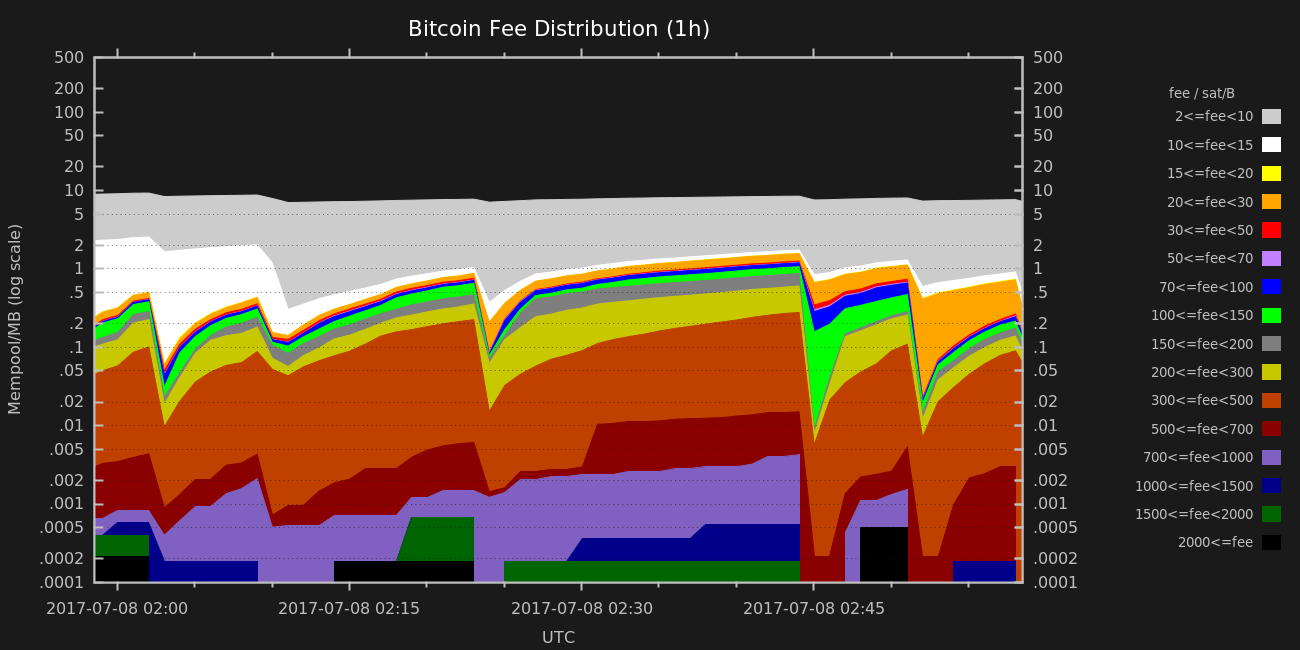 Bitcoin Fee Distribution (1h)
500 500
200 200
100 100
50 50
20 20
10 10
5 5
2 2
1 1
.5 .5
.2 .2
.1 .1
.05 .05
.02 .02
.01 .01
.005 .005
.002 .002
.001 .001
.0005 .0005
.0002 .0002
.0001 .0001
Mempool/MB (log scale)
2017-07-08 02:00 2017-07-08 02:15 2017-07-08 02:30 2017-07-08 02:45
UTC
fee / sat/B
2<=fee<10
10<=fee<15
15<=fee<20
20<=fee<30
30<=fee<50
50<=fee<70
70<=fee<100
100<=fee<150
150<=fee<200
200<=fee<300
300<=fee<500
500<=fee<700
700<=fee<1000
1000<=fee<1500
1500<=fee<2000
2000<=fee